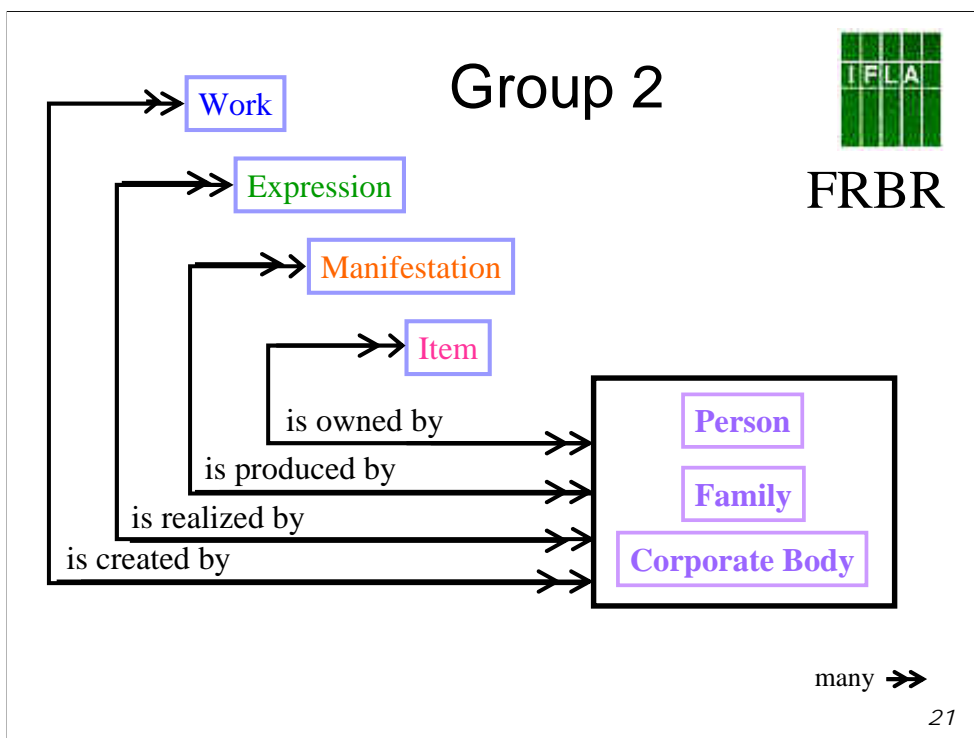 Group 2
IFLA
FRBR
Work
Expression
Manifestation
Item
is owned by
is produced by
is realized by
is created by
Person
Family
Corporate Body
many
21